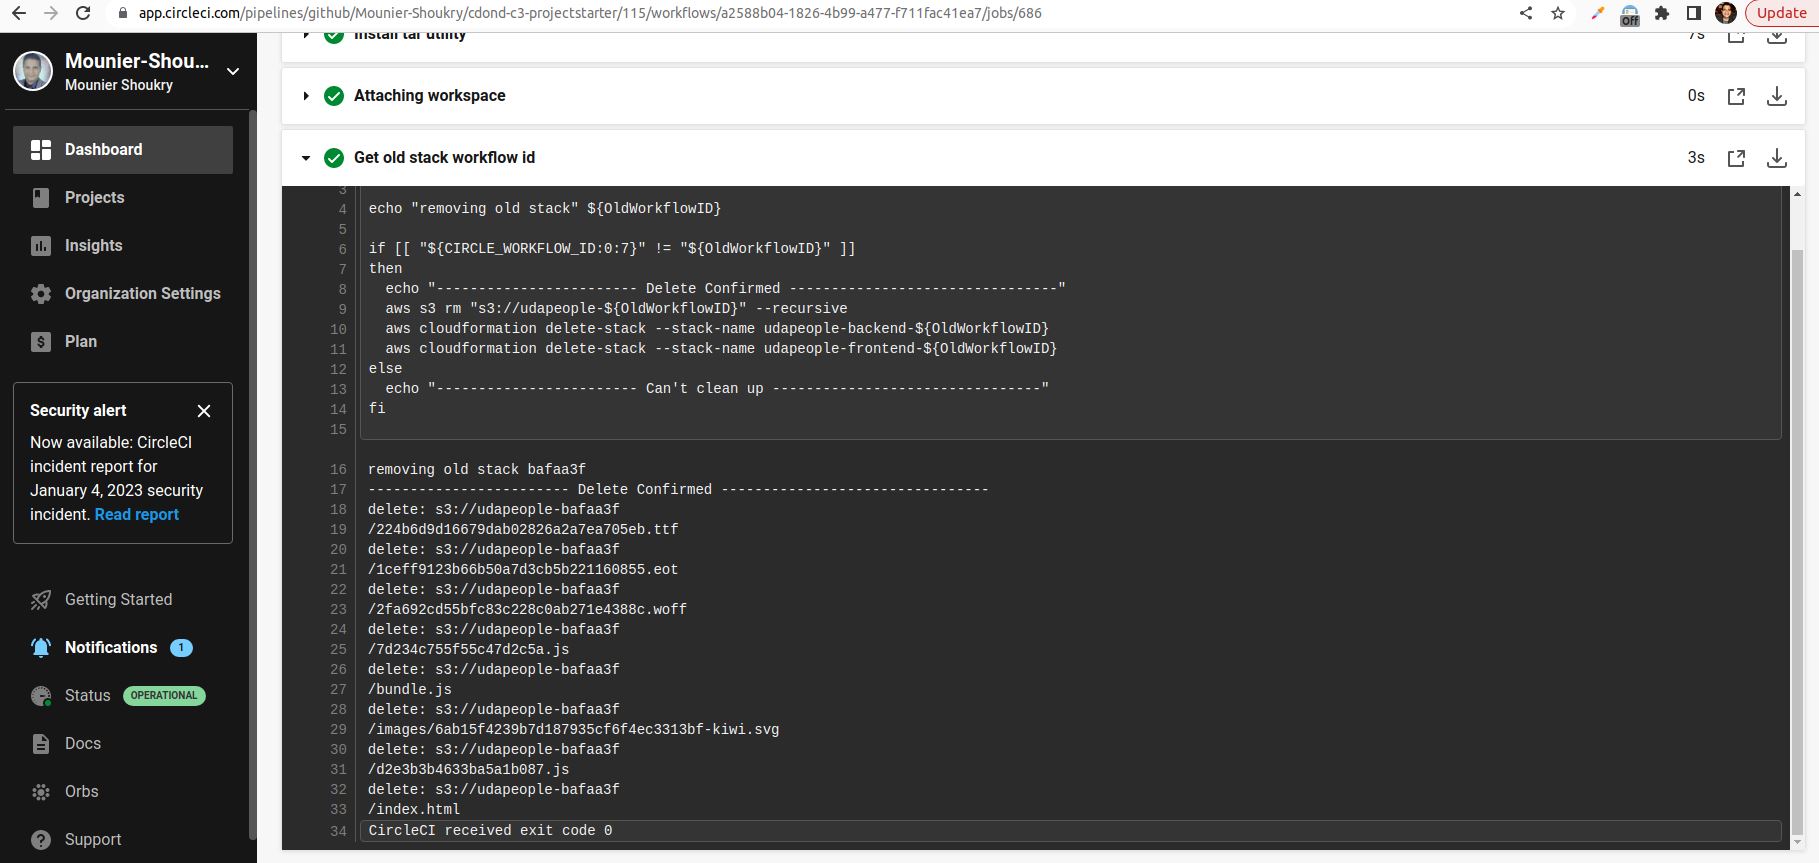 app.circleci.com/pipelines/github/Mounier-Shoukry/cdond-c3-projectstarter/115/workflows/a2588b04-1826-4b99-a477-f711fac41ea7/jobs/686
Off
Update
Mounier-Shou...
Mounier Shoukry
Dashboard
Projects
Insights
Organization Settings
Plan
Security alert
Now available: CircleCI
incident report for
January 4, 2023 security
incident. Read report
Getting Started
Notifications 1
Status OPERATIONAL
Docs
Orbs
Support
Install tar utility 7s
Attaching workspace 0s
Get old stack workflow id 3s
3
4 echo "removing old stack" ${OldWorkflowID}
5
6 if [[ "${CIRCLE_WORKFLOW_ID:0:7}" != "${OldWorkflowID}" ]]
7 then
8 echo "------------------------ Delete Confirmed --------------------------------"
9 aws s3 rm "s3://udapeople-${OldWorkflowID}" --recursive
10 aws cloudformation delete-stack --stack-name udapeople-backend-${OldWorkflowID}
11 aws cloudformation delete-stack --stack-name udapeople-frontend-${OldWorkflowID}
12 else
13 echo "------------------------ Can't clean up --------------------------------"
14 fi
15
16 removing old stack bafaa3f
17 ------------------------ Delete Confirmed --------------------------------
18 delete: s3://udapeople-bafaa3f
19 /224b6d9d16679dab02826a2a7ea705eb.ttf
20 delete: s3://udapeople-bafaa3f
21 /1ceff9123b66b50a7d3cb5b221160855.eot
22 delete: s3://udapeople-bafaa3f
23 /2fa692cd55bfc83c228c0ab271e4388c.woff
24 delete: s3://udapeople-bafaa3f
25 /7d234c755f55c47d2c5a.js
26 delete: s3://udapeople-bafaa3f
27 /bundle.js
28 delete: s3://udapeople-bafaa3f
29 /images/6ab15f4239b7d187935cf6f4ec3313bf-kiwi.svg
30 delete: s3://udapeople-bafaa3f
31 /d2e3b3b4633ba5a1b087.js
32 delete: s3://udapeople-bafaa3f
33 /index.html
34 CircleCI received exit code 0